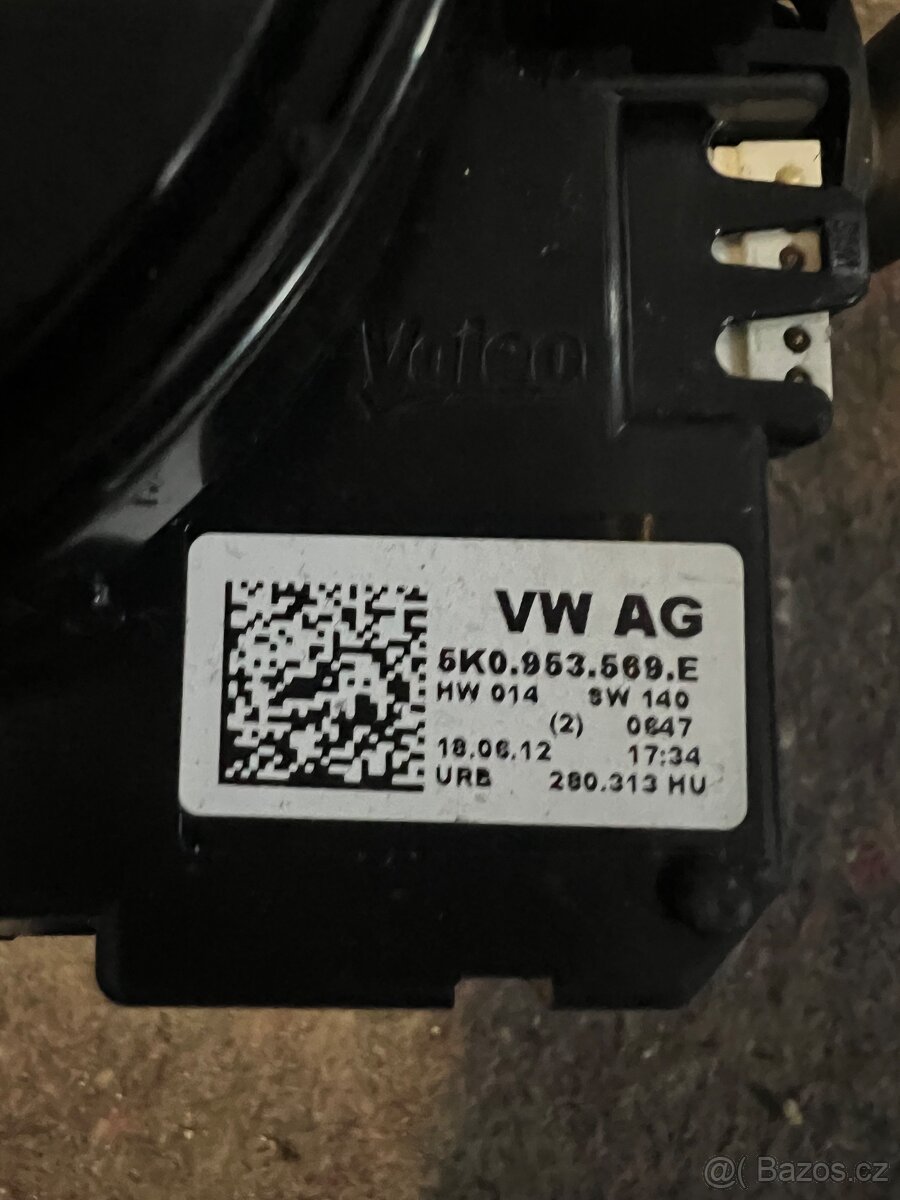 Valeo
VW AG
5K0.953.569.E
HW 014 SW 140
(2) 0647
18.06.12 17:34
URB 280.313 HU
@( Bazoš.cz